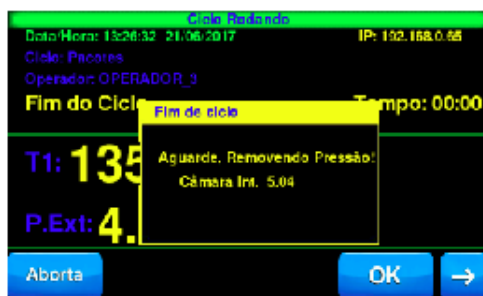 Ciclo Rodando
Data/Hora: 13:26:32 21/06/2017 IP: 192.168.0.65
Ciclo: Pacotes
Operador: OPERADOR_3
Fim do Ciclo Tempo: 00:00
Fim de ciclo
Aguarde, Removendo Pressão!
Câmara Int. 5.04
T1: 135
P.Ext: 4.
Aborta OK →